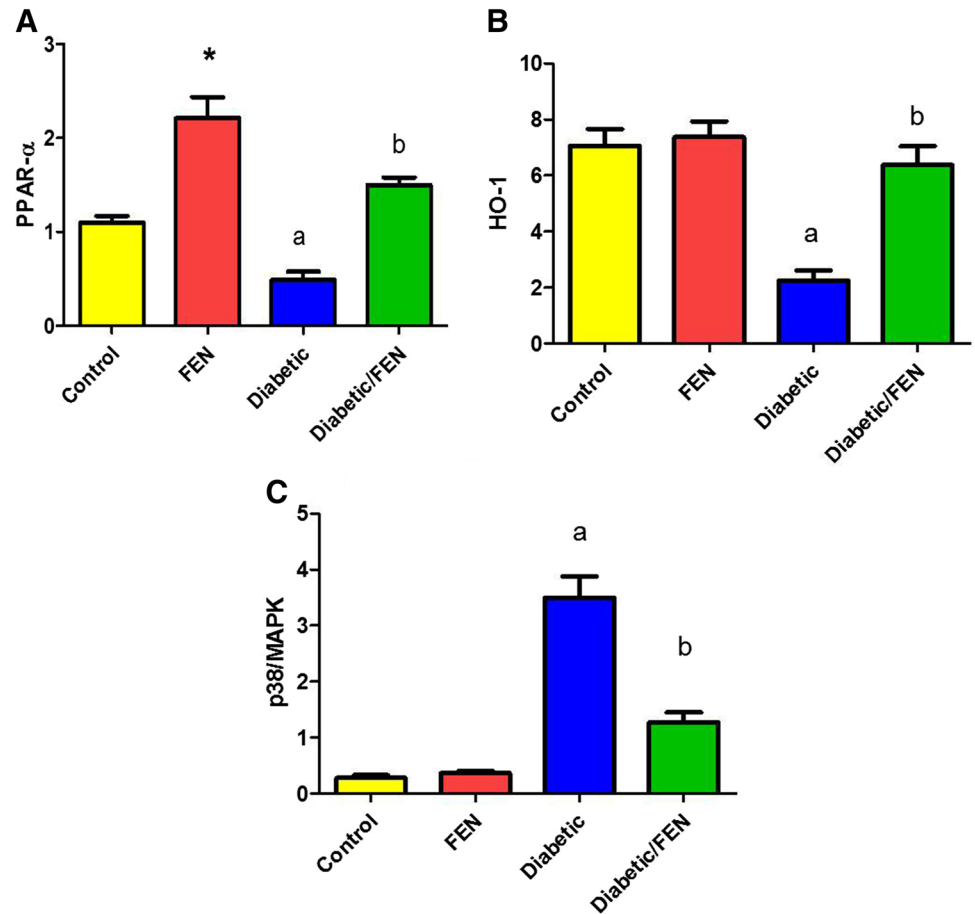 A
PPAR-α
3
2
1
0
*
a
b
Control
FEN
Diabetic
Diabetic/FEN
B
HO-1
10
8
6
4
2
0
a
b
Control
FEN
Diabetic
Diabetic/FEN
C
p38/MAPK
5
4
3
2
1
0
a
b
Control
FEN
Diabetic
Diabetic/FEN